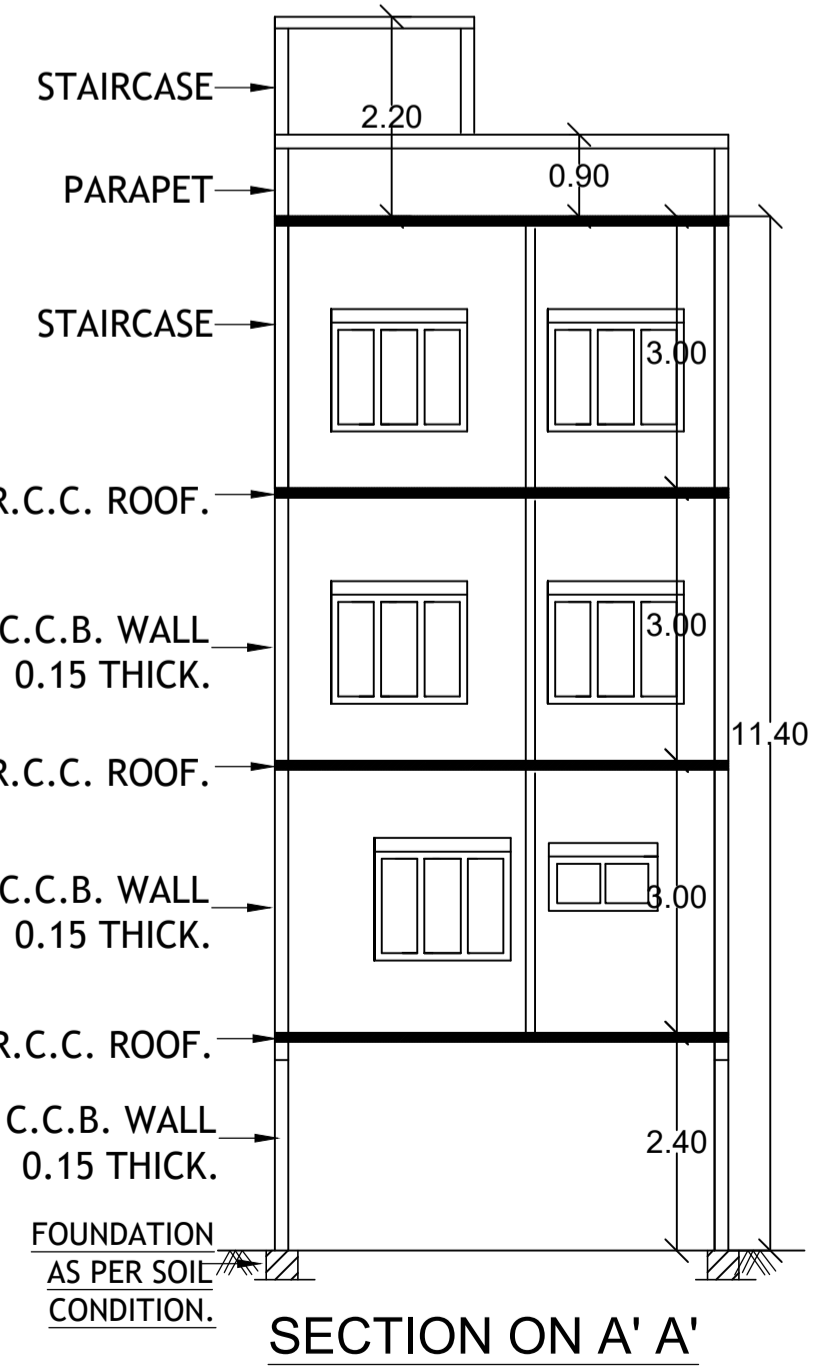 STAIRCASE
2.20
PARAPET
0.90
STAIRCASE
3.00
R.C.C. ROOF.
C.C.B. WALL
0.15 THICK.
3.00
11.40
R.C.C. ROOF.
C.C.B. WALL
0.15 THICK.
3.00
R.C.C. ROOF.
C.C.B. WALL
0.15 THICK.
2.40
FOUNDATION
AS PER SOIL
CONDITION.
SECTION ON A' A'